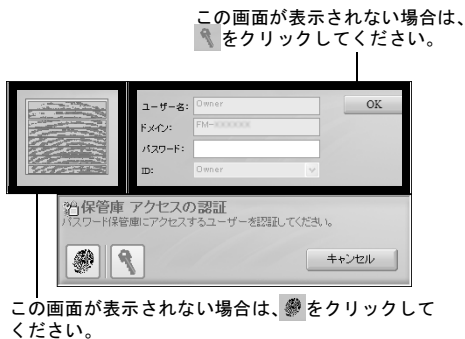 この画面が表示されない場合は、
をクリックしてください。
ユーザー名: Owner OK
ドメイン: FM-XXXXXX
パスワード:
ID: Owner
保管庫 アクセスの認証
パスワード保管庫にアクセスするユーザーを認証してください。
キャンセル
この画面が表示されない場合は、をクリックして
ください。